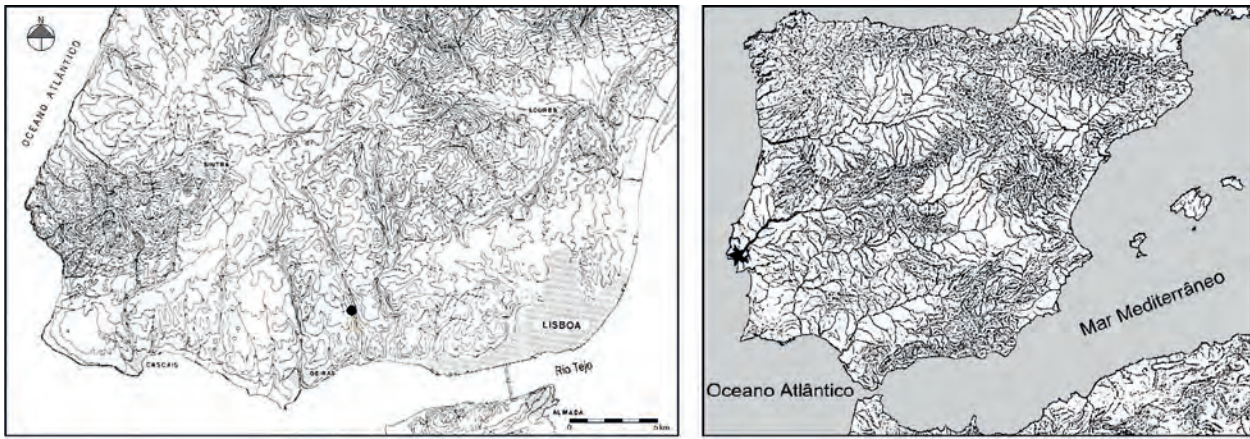 N
OCEANO ATLÂNTICO
LOURES
SINTRA
LISBOA
CASCAIS
OEIRAS
Rio Tejo
ALMADA
0 5 km
Mar Mediterrâneo
Oceano Atlântico